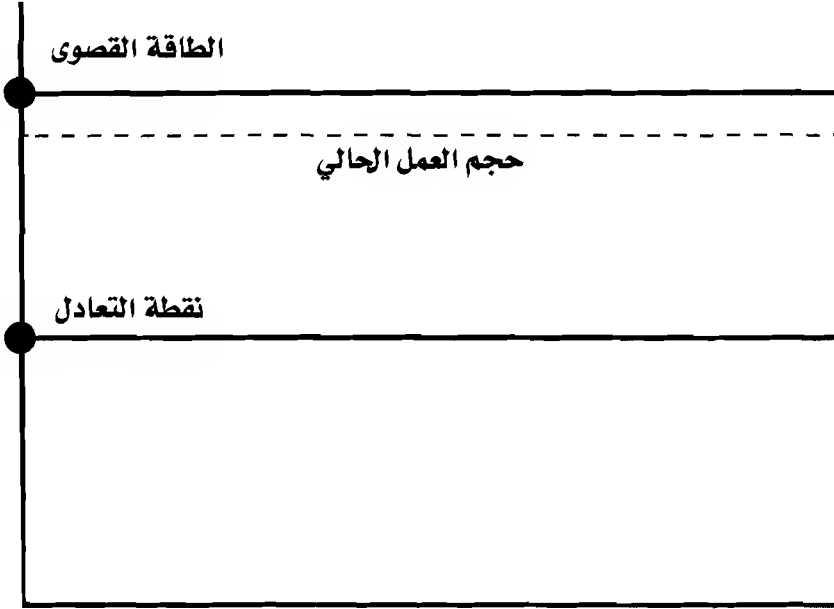 الطاقة القصوى
حجم العمل الحالي
نقطة التعادل